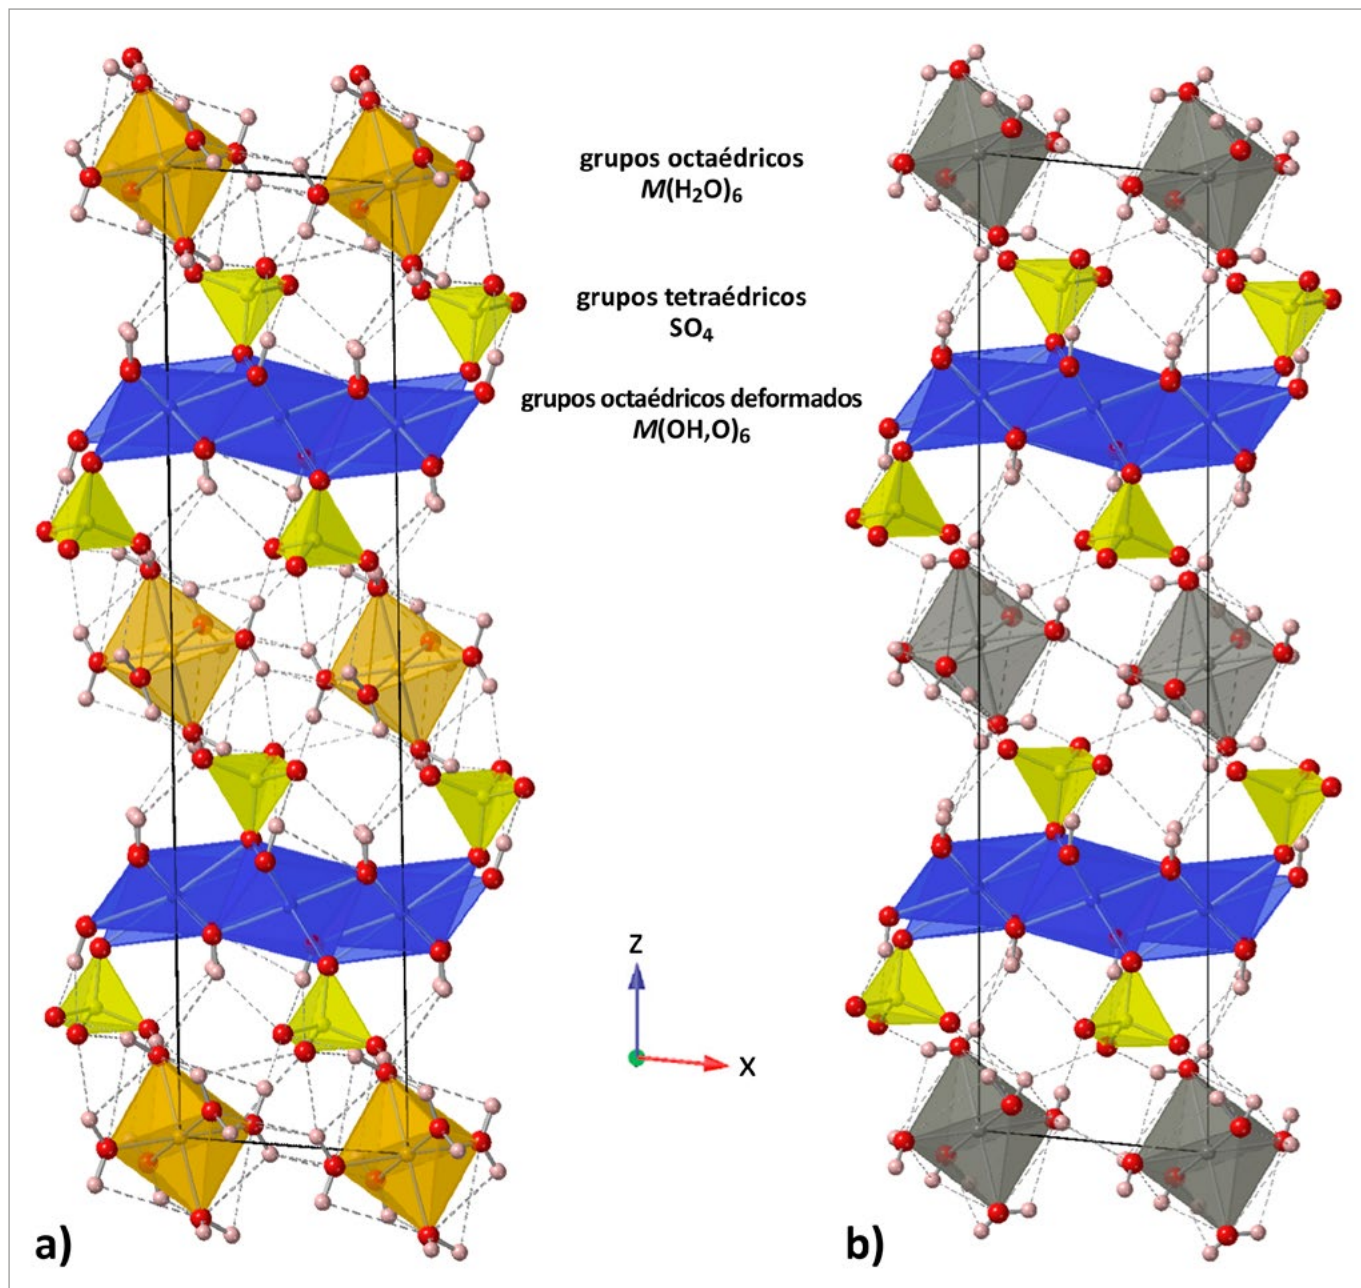 grupos octaédricos
M(H₂O)₆
grupos tetraédricos
SO₄
grupos octaédricos deformados
M(OH,O)₆
Z
X
a)
b)